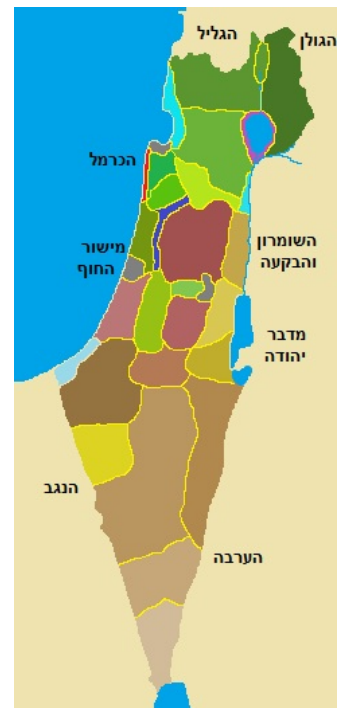 הגליל
הגולן
הכרמל
השומרון
והבקעה
מישור
החוף
מדבר
יהודה
הנגב
הערבה